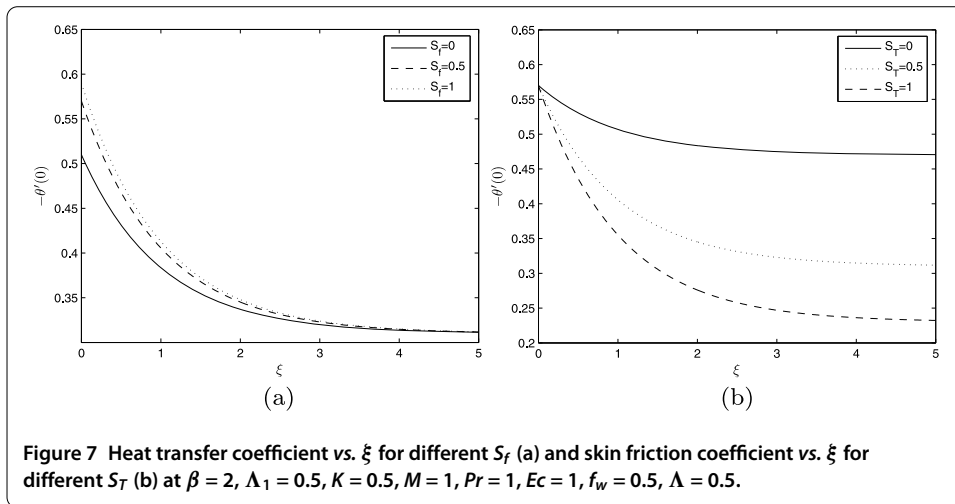 0.65
0.6
0.55
0.5
0.45
0.4
0.35
−θ′(0)
0 1 2 3 4 5
ξ
S_f=0
S_f=0.5
S_f=1
(a)
0.65
0.6
0.55
0.5
0.45
0.4
0.35
0.3
0.25
0.2
−θ′(0)
0 1 2 3 4 5
ξ
S_T=0
S_T=0.5
S_T=1
(b)
Figure 7 Heat transfer coefficient vs. ξ for different S_f (a) and skin friction coefficient vs. ξ for
different S_T (b) at β = 2, Λ₁ = 0.5, K = 0.5, M = 1, Pr = 1, Ec = 1, f_w = 0.5, Λ = 0.5.